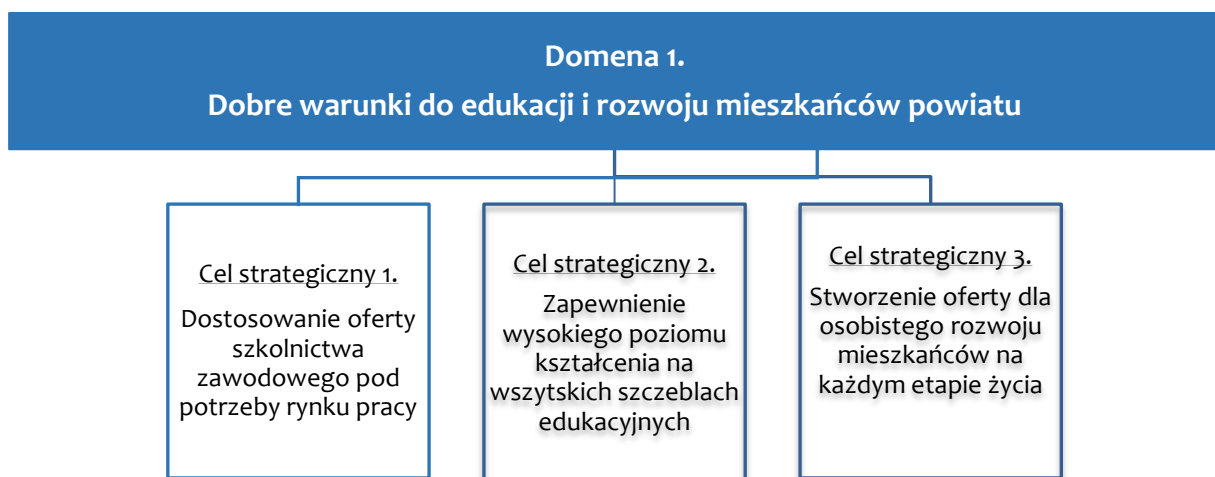 Domena 1.
Dobre warunki do edukacji i rozwoju mieszkańców powiatu
Cel strategiczny 1.
Dostosowanie oferty
szkolnictwa
zawodowego pod
potrzeby rynku pracy
Cel strategiczny 2.
Zapewnienie
wysokiego poziomu
kształcenia na
wszytskich szczeblach
edukacyjnych
Cel strategiczny 3.
Stworzenie oferty dla
osobistego rozwoju
mieszkańców na
każdym etapie życia